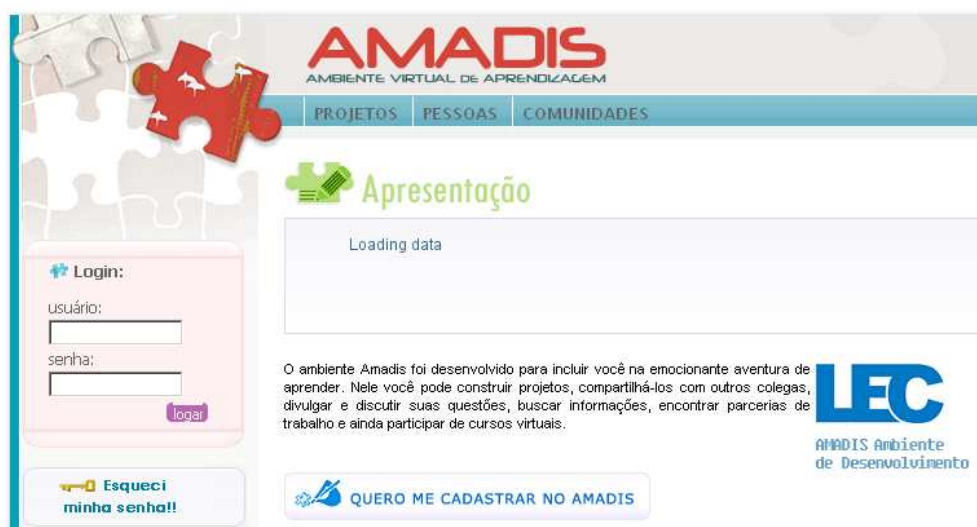 AMADIS
AMBIENTE VIRTUAL DE APRENDIZAGEM
PROJETOS PESSOAS COMUNIDADES
Apresentação
Loading data
Login:
usuário:
senha:
logar
Esqueci
minha senha!!
O ambiente Amadis foi desenvolvido para incluir você na emocionante aventura de
aprender. Nele você pode construir projetos, compartilhá-los com outros colegas,
divulgar e discutir suas questões, buscar informações, encontrar parcerias de
trabalho e ainda participar de cursos virtuais.
LEC
AMADIS Ambiente
de Desenvolvimento
QUERO ME CADASTRAR NO AMADIS